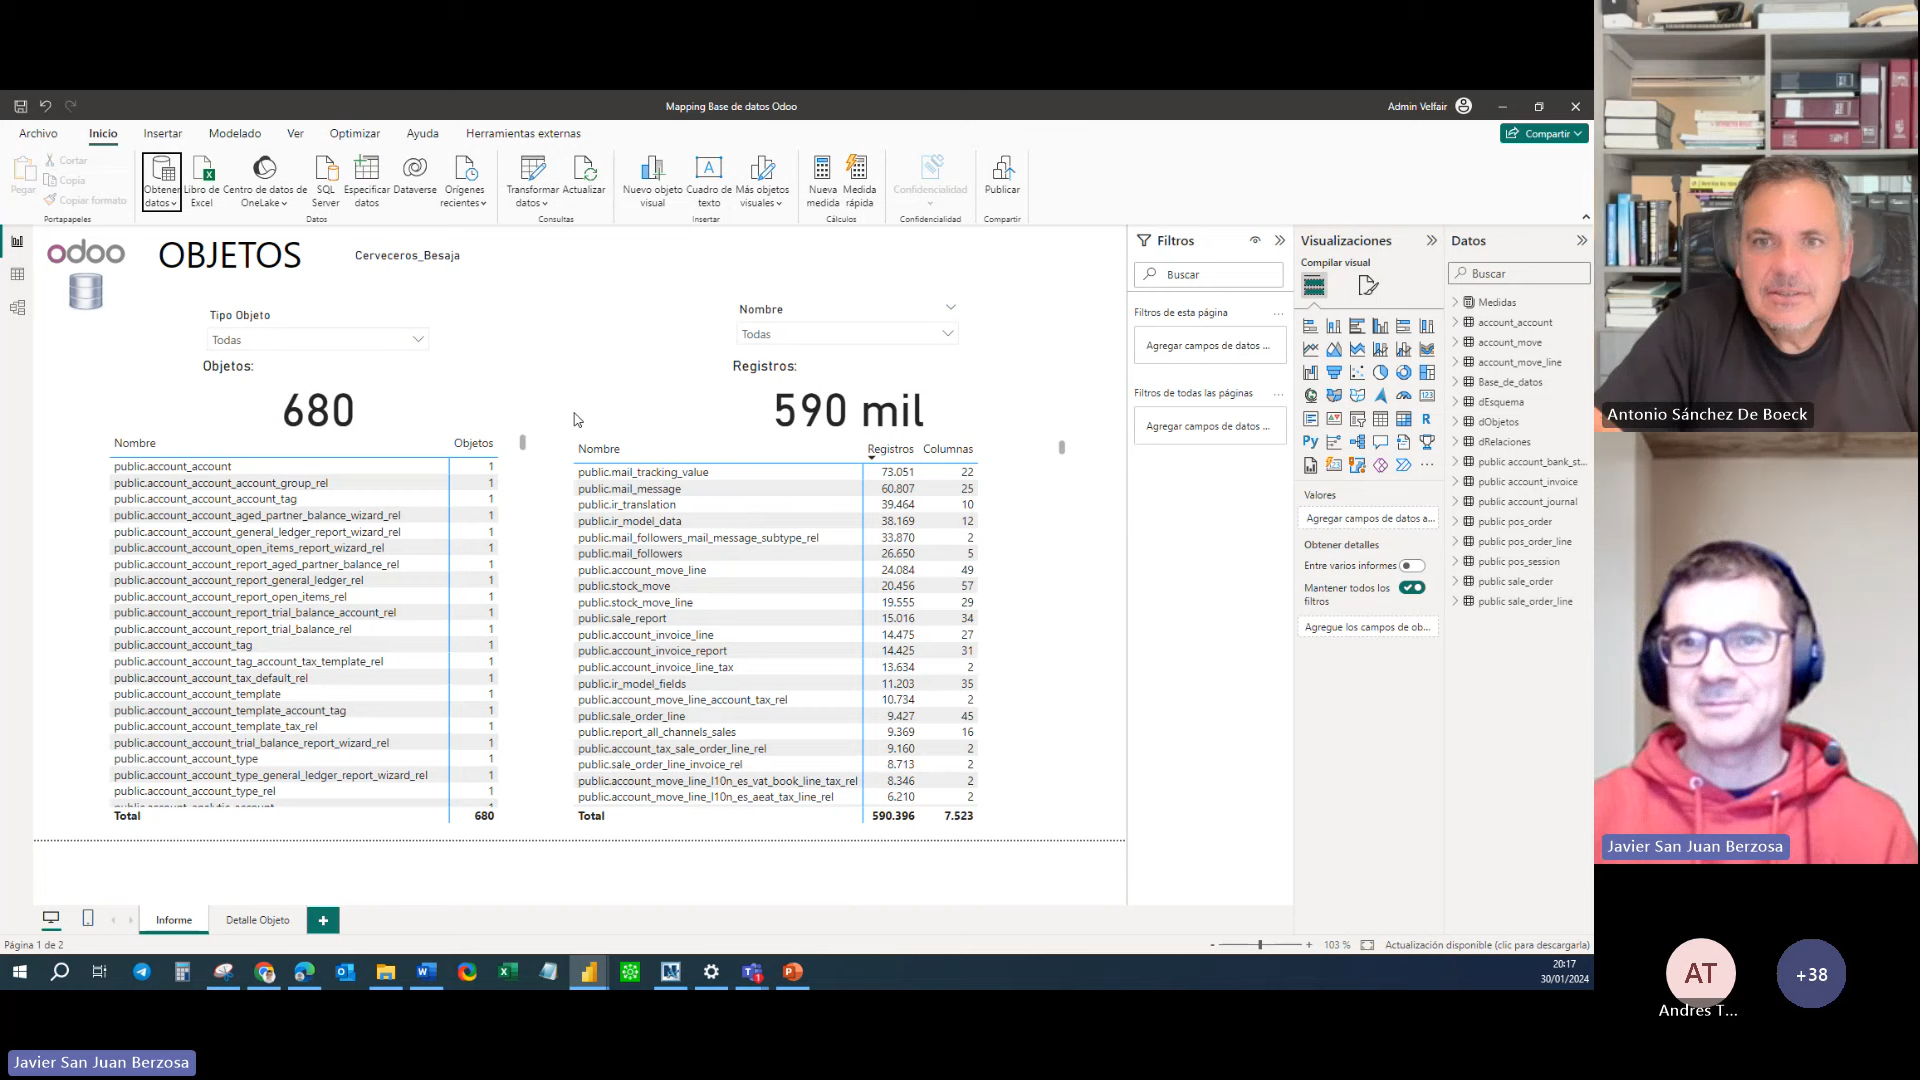 Mapping Base de datos Odoo
Admin Velfair
Archivo Inicio Insertar Modelado Ver Optimizar Ayuda Herramientas externas
Compartir
Pegar
Cortar
Copia
Copiar formato
Portapapeles
Obtener datos
Libro de Excel
Centro de datos de OneLake
SQL Server
Especificar datos
Dataverse
Orígenes recientes
Datos
Transformar datos
Actualizar
Consultas
Nuevo objeto visual
Cuadro de texto
Más objetos visuales
Insertar
Nueva medida
Medida rápida
Cálculos
Confidencialidad
Confidencialidad
Publicar
Compartir
odoo
OBJETOS
Cerveceros_Besaja
Tipo Objeto
Todas
Objetos:
680
Nombre
Todas
Registros:
590 mil
Nombre Objetos
public.account_account 1
public.account_account_account_group_rel 1
public.account_account_account_tag 1
public.account_account_aged_partner_balance_wizard_rel 1
public.account_account_general_ledger_report_wizard_rel 1
public.account_account_open_items_report_wizard_rel 1
public.account_account_report_aged_partner_balance_rel 1
public.account_account_report_general_ledger_rel 1
public.account_account_report_open_items_rel 1
public.account_account_report_trial_balance_account_rel 1
public.account_account_report_trial_balance_rel 1
public.account_account_tag 1
public.account_account_tag_account_tax_template_rel 1
public.account_account_tax_default_rel 1
public.account_account_template 1
public.account_account_template_account_tag 1
public.account_account_template_tax_rel 1
public.account_account_trial_balance_report_wizard_rel 1
public.account_account_type 1
public.account_account_type_general_ledger_report_wizard_rel 1
public.account_account_type_rel 1
Total 680
Nombre Registros Columnas
public.mail_tracking_value 73.051 22
public.mail_message 60.807 25
public.ir_translation 39.464 10
public.ir_model_data 38.169 12
public.mail_followers_mail_message_subtype_rel 33.870 2
public.mail_followers 26.650 5
public.account_move_line 24.084 49
public.stock_move 20.456 57
public.stock_move_line 19.555 29
public.sale_report 15.016 34
public.account_invoice_line 14.475 27
public.account_invoice_report 14.425 31
public.account_invoice_line_tax 13.634 2
public.ir_model_fields 11.203 35
public.account_move_line_account_tax_rel 10.734 2
public.sale_order_line 9.427 45
public.report_all_channels_sales 9.369 16
public.account_tax_sale_order_line_rel 9.160 2
public.sale_order_line_invoice_rel 8.713 2
public.account_move_line_l10n_es_vat_book_line_tax_rel 8.346 2
public.account_move_line_l10n_es_aeat_tax_line_rel 6.210 2
Total 590.396 7.523
Filtros
Buscar
Filtros de esta página ...
Agregar campos de datos ...
Filtros de todas las páginas ...
Agregar campos de datos ...
Visualizaciones
Compilar visual
R
Py
Valores
Agregar campos de datos a...
Obtener detalles
Entre varios informes
Mantener todos los filtros
Agregue los campos de ob...
Datos
Buscar
Medidas
account_account
account_move
account_move_line
Base_de_datos
dEsquema
dObjetos
dRelaciones
public account_bank_st...
public account_invoice
public account_journal
public pos_order
public pos_order_line
public pos_session
public sale_order
public sale_order_line
Informe
Detalle Objeto
Página 1 de 2
103 %
Actualización disponible (clic para descargarla)
20:17
30/01/2024
Antonio Sánchez De Boeck
Javier San Juan Berzosa
AT
Andres T...
+38
Javier San Juan Berzosa